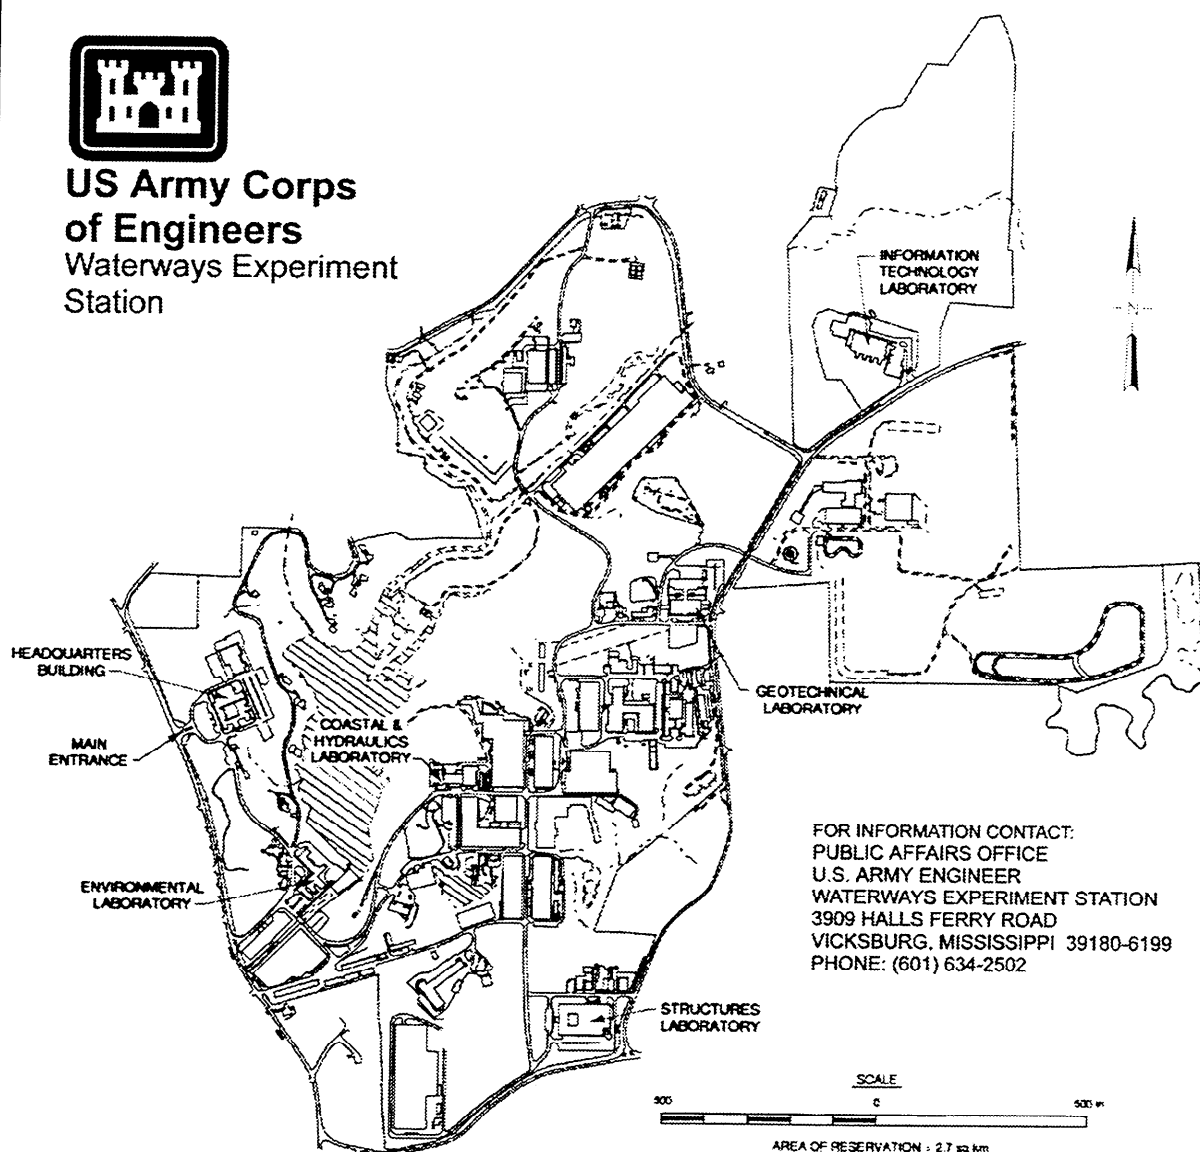 US Army Corps
of Engineers
Waterways Experiment
Station
INFORMATION
TECHNOLOGY
LABORATORY
N
HEADQUARTERS
BUILDING
MAIN
ENTRANCE
COASTAL &
HYDRAULICS
LABORATORY
GEOTECHNICAL
LABORATORY
ENVIRONMENTAL
LABORATORY
FOR INFORMATION CONTACT:
PUBLIC AFFAIRS OFFICE
U.S. ARMY ENGINEER
WATERWAYS EXPERIMENT STATION
3909 HALLS FERRY ROAD
VICKSBURG, MISSISSIPPI 39180-6199
PHONE: (601) 634-2502
STRUCTURES
LABORATORY
SCALE
500 0 500 m
AREA OF RESERVATION = 2.7 sq km